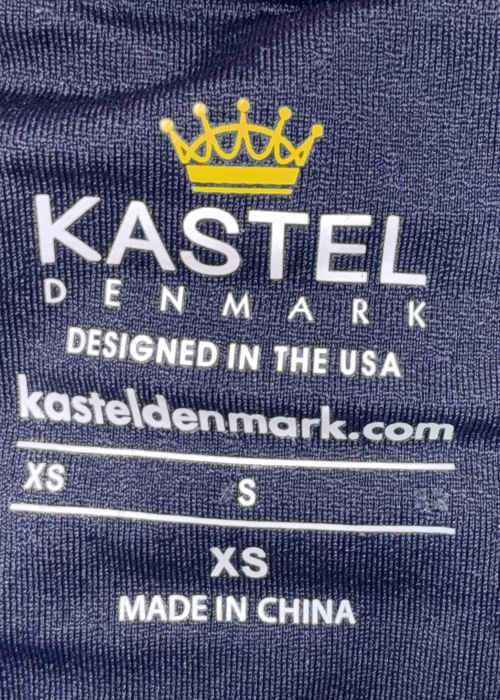 KASTEL
DENMARK
DESIGNED IN THE USA
kasteldenmark.com
XS S
XS
MADE IN CHINA